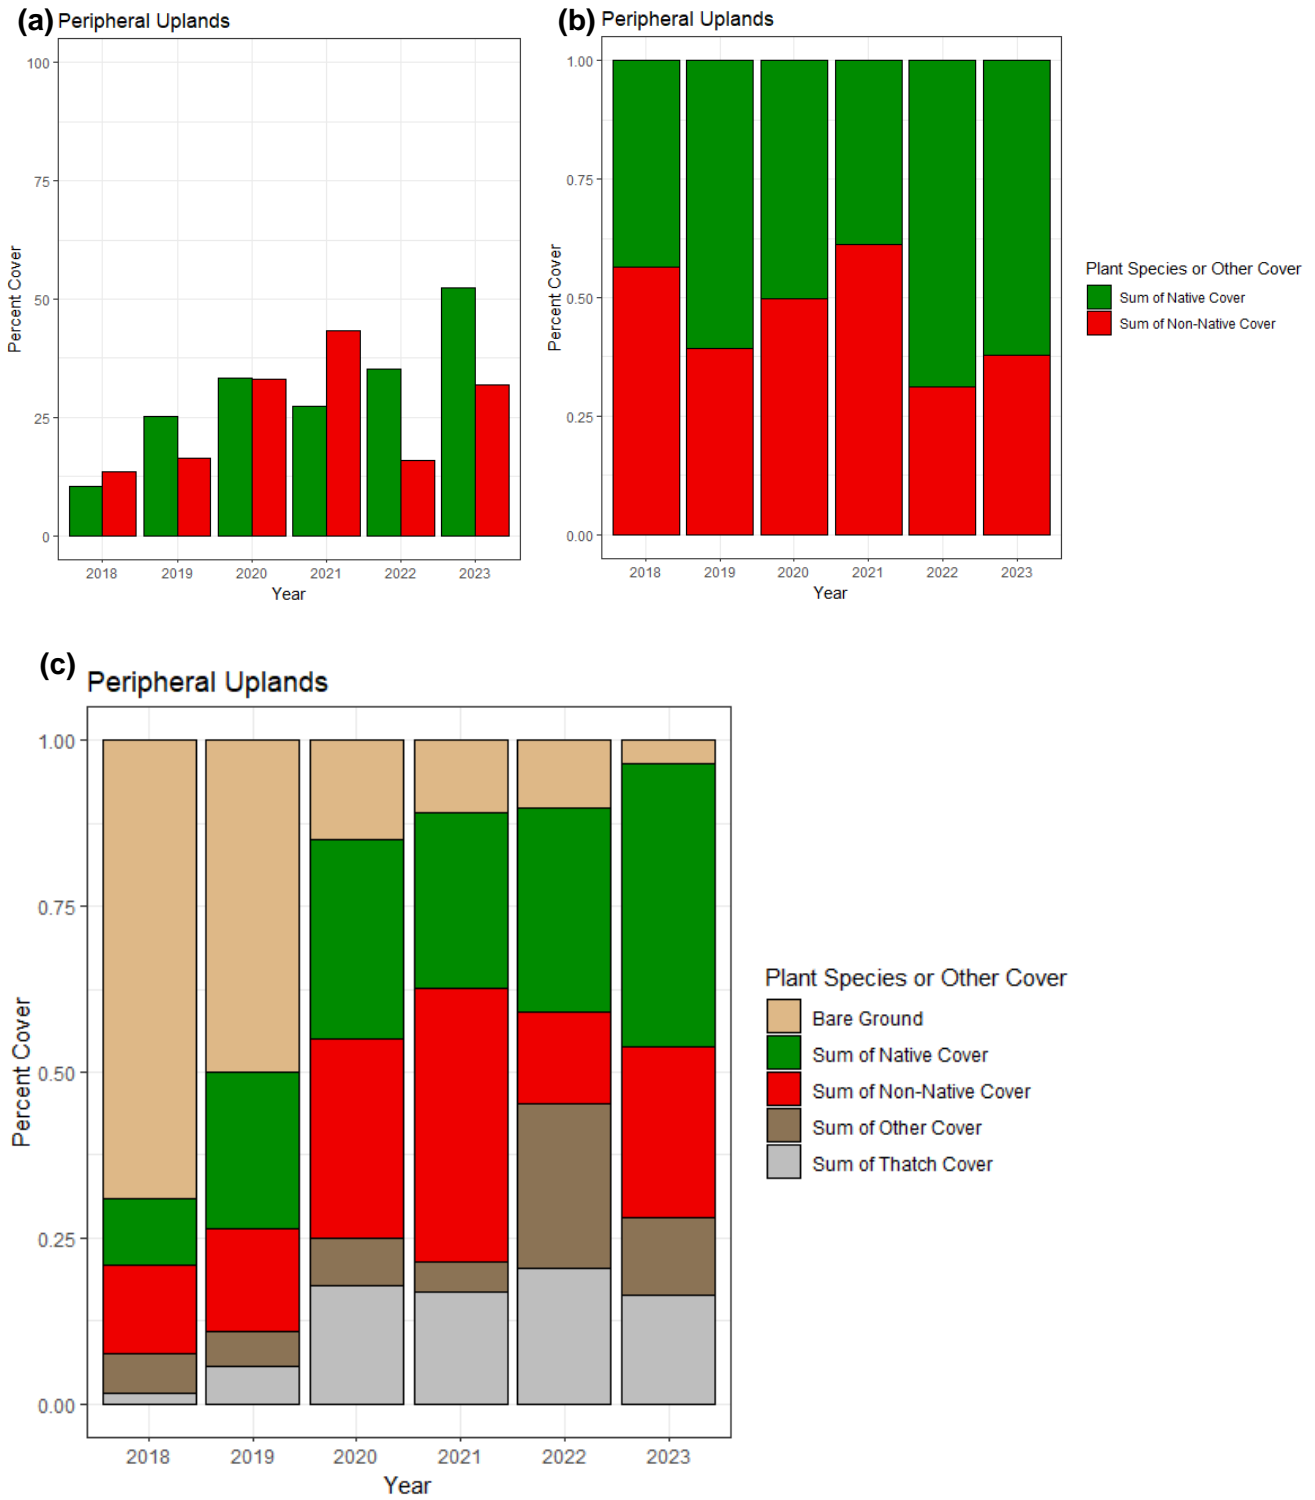 (a) Peripheral Uplands
100
75
50
25
0
Percent Cover
2018 2019 2020 2021 2022 2023
Year
(b) Peripheral Uplands
1.00
0.75
0.50
0.25
0.00
Percent Cover
2018 2019 2020 2021 2022 2023
Year
Plant Species or Other Cover
Sum of Native Cover
Sum of Non-Native Cover
(c) Peripheral Uplands
1.00
0.75
0.50
0.25
0.00
Percent Cover
2018 2019 2020 2021 2022 2023
Year
Plant Species or Other Cover
Bare Ground
Sum of Native Cover
Sum of Non-Native Cover
Sum of Other Cover
Sum of Thatch Cover